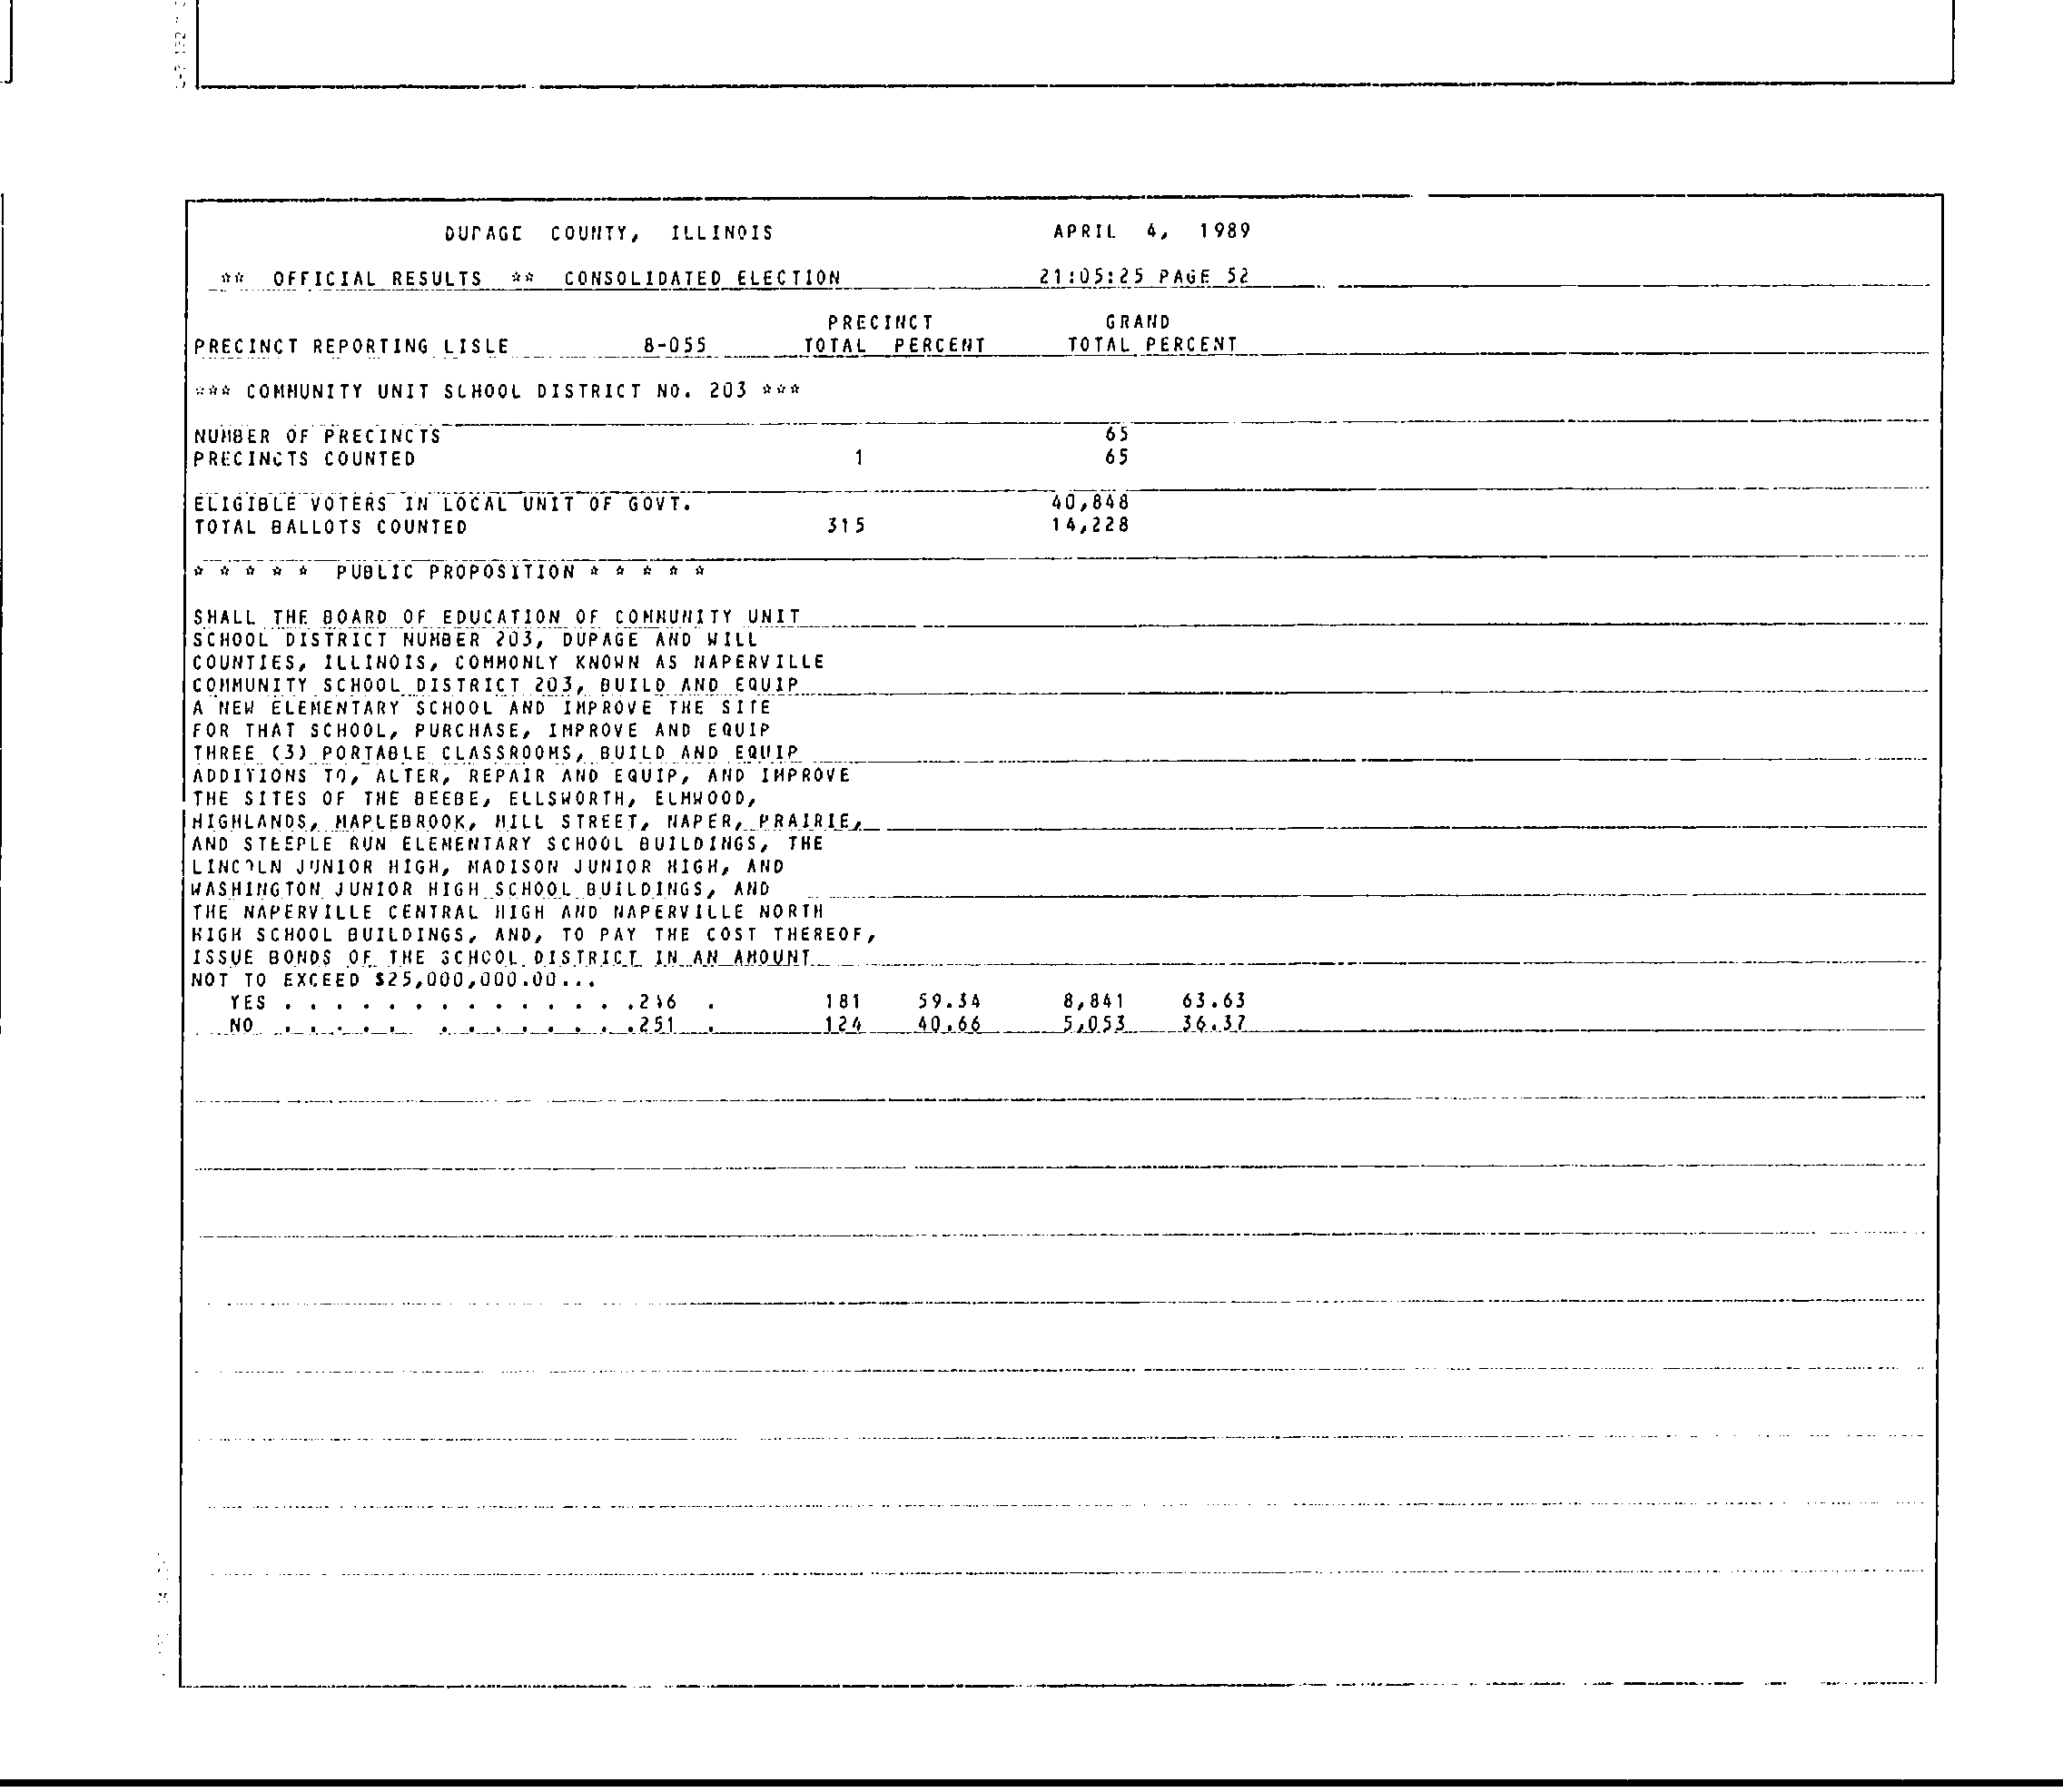 DUPAGE COUNTY, ILLINOIS APRIL 4, 1989
** OFFICIAL RESULTS ** CONSOLIDATED ELECTION 21:05:25 PAGE 52
PRECINCT GRAND
PRECINCT REPORTING LISLE 8-055 TOTAL PERCENT TOTAL PERCENT
*** COMMUNITY UNIT SCHOOL DISTRICT NO. 203 ***
NUMBER OF PRECINCTS 65
PRECINCTS COUNTED 1 65
ELIGIBLE VOTERS IN LOCAL UNIT OF GOVT. 40,848
TOTAL BALLOTS COUNTED 315 14,228
* * * * * PUBLIC PROPOSITION * * * * *
SHALL THE BOARD OF EDUCATION OF COMMUNITY UNIT
SCHOOL DISTRICT NUMBER 203, DUPAGE AND WILL
COUNTIES, ILLINOIS, COMMONLY KNOWN AS NAPERVILLE
COMMUNITY SCHOOL DISTRICT 203, BUILD AND EQUIP
A NEW ELEMENTARY SCHOOL AND IMPROVE THE SITE
FOR THAT SCHOOL, PURCHASE, IMPROVE AND EQUIP
THREE (3) PORTABLE CLASSROOMS, BUILD AND EQUIP
ADDITIONS TO, ALTER, REPAIR AND EQUIP, AND IMPROVE
THE SITES OF THE BEEBE, ELLSWORTH, ELMWOOD,
HIGHLANDS, MAPLEBROOK, MILL STREET, NAPER, PRAIRIE,
AND STEEPLE RUN ELEMENTARY SCHOOL BUILDINGS, THE
LINCOLN JUNIOR HIGH, MADISON JUNIOR HIGH, AND
WASHINGTON JUNIOR HIGH SCHOOL BUILDINGS, AND
THE NAPERVILLE CENTRAL HIGH AND NAPERVILLE NORTH
HIGH SCHOOL BUILDINGS, AND, TO PAY THE COST THEREOF,
ISSUE BONDS OF THE SCHOOL DISTRICT IN AN AMOUNT
NOT TO EXCEED $25,000,000.00...
YES . . . . . . . . . . . . . . . 181 59.34 8,841 63.63
NO . . . . . . . . . . . . . .251 . 124 40.66 5,053 36.37